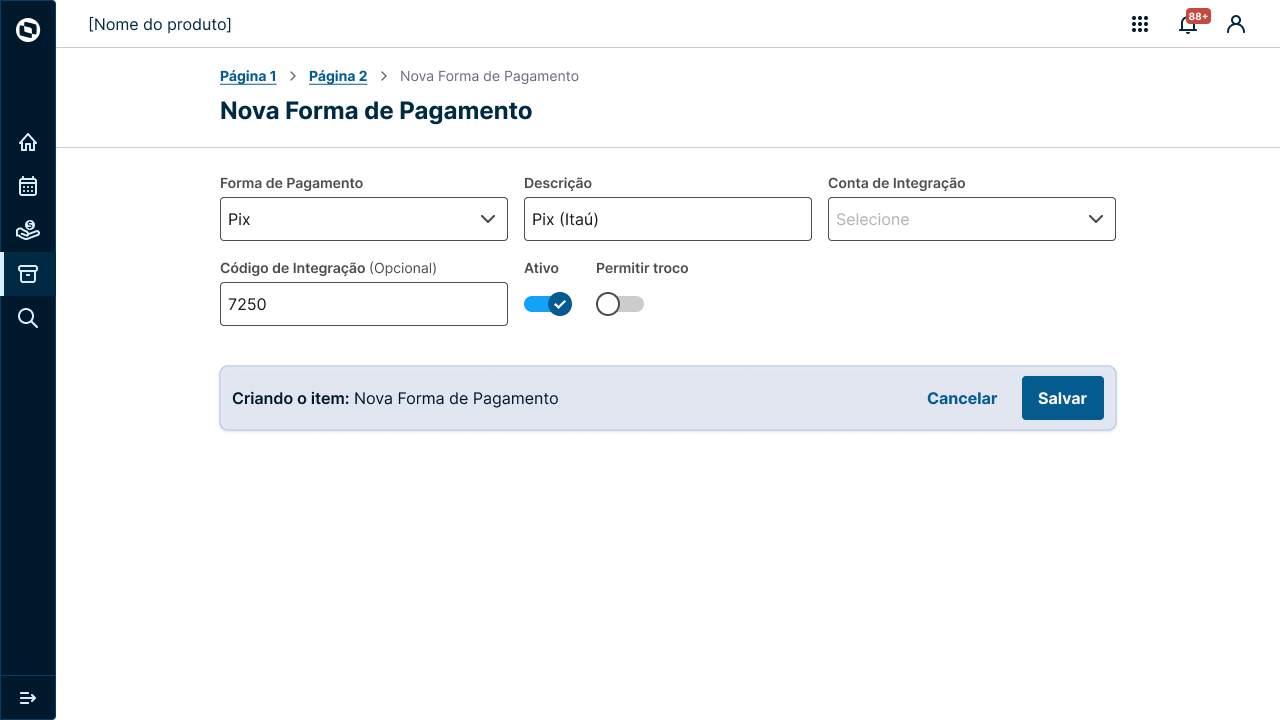 [Nome do produto]
88+
Página 1 > Página 2 > Nova Forma de Pagamento
Nova Forma de Pagamento
Forma de Pagamento
Descrição
Conta de Integração
Pix
Pix (Itaú)
Selecione
Código de Integração (Opcional)
Ativo
Permitir troco
7250
Criando o item: Nova Forma de Pagamento
Cancelar
Salvar